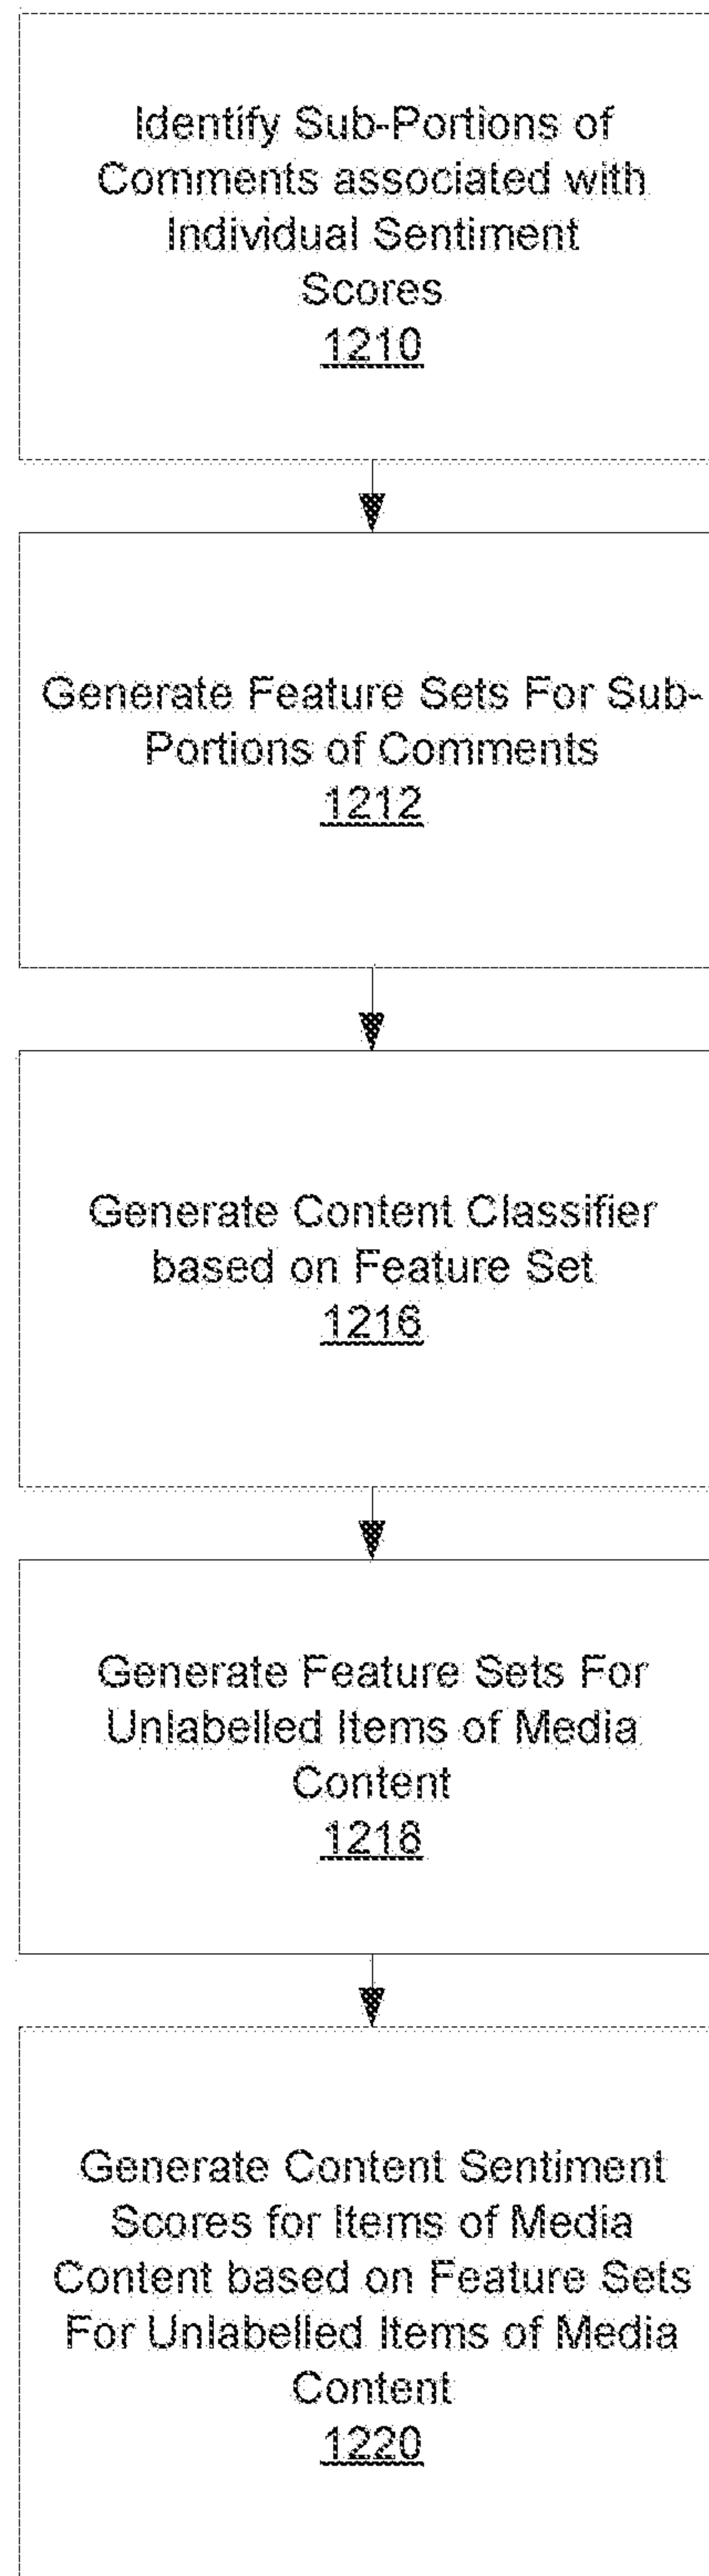 Identify Sub-Portions of
Comments associated with
Individual Sentiment
Scores
1210
Generate Feature Sets For Sub-
Portions of Comments
1212
Generate Content Classifier
based on Feature Set
1216
Generate Feature Sets For
Unlabelled Items of Media
Content
1218
Generate Content Sentiment
Scores for Items of Media
Content based on Feature Sets
For Unlabelled Items of Media
Content
1220